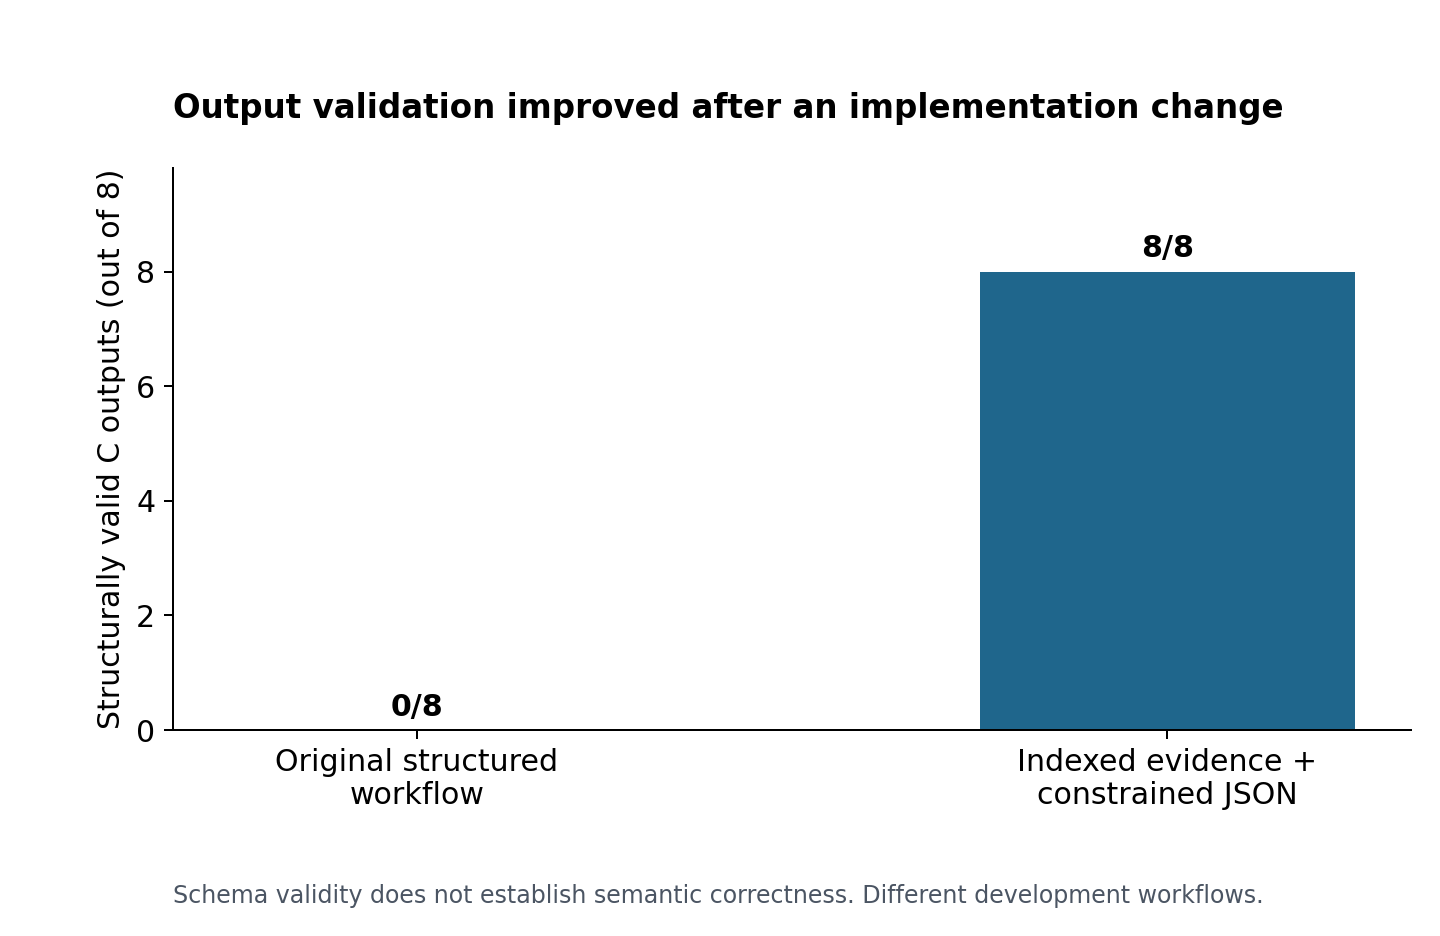 Output validation improved after an implementation change
Structurally valid C outputs (out of 8)
8
6
4
2
0
0/8
8/8
Original structured
workflow
Indexed evidence +
constrained JSON
Schema validity does not establish semantic correctness. Different development workflows.